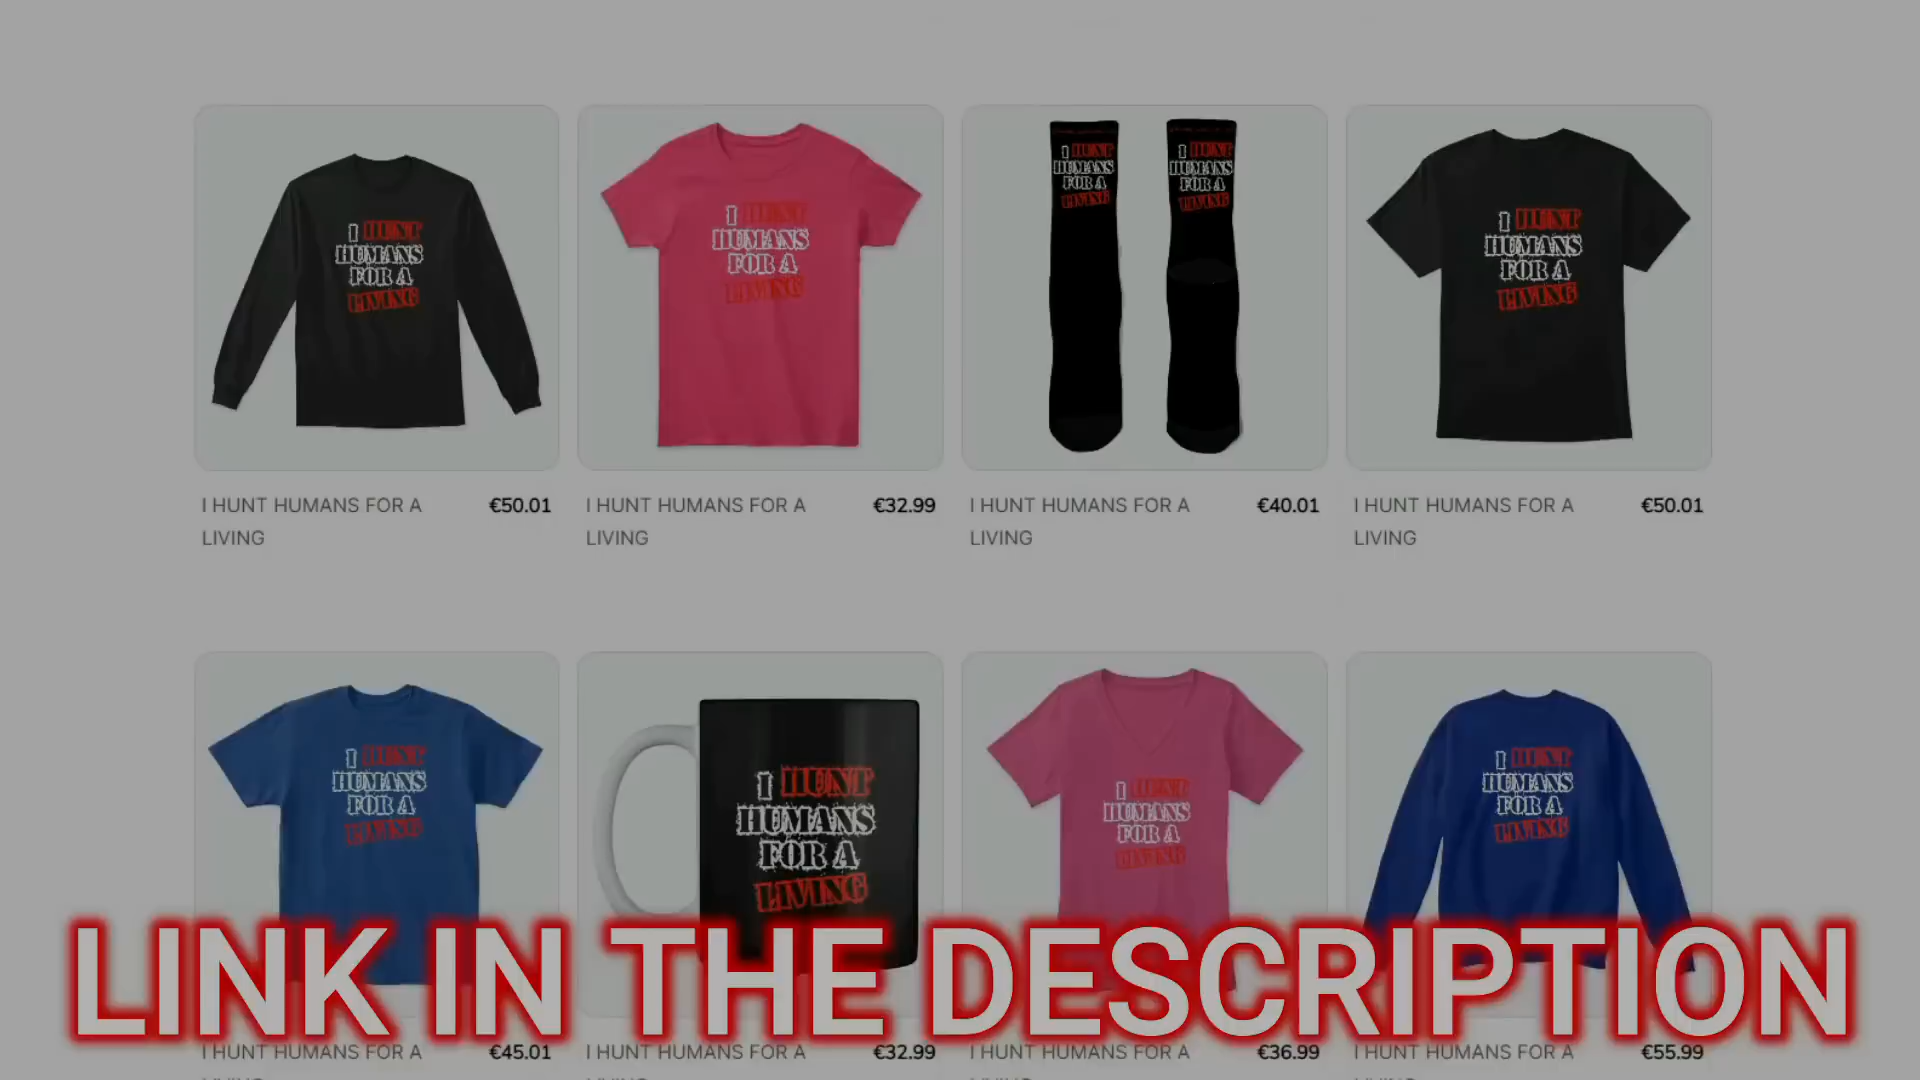 I HUNT
HUMANS
FOR A
LIVING
I HUNT
HUMANS
FOR A
LIVING
I HUNT
HUMANS
FOR A
LIVING
I HUNT
HUMANS
FOR A
LIVING
I HUNT
HUMANS
FOR A
LIVING
I HUNT HUMANS FOR A €50.01
LIVING
I HUNT HUMANS FOR A €32.99
LIVING
I HUNT HUMANS FOR A €40.01
LIVING
I HUNT HUMANS FOR A €50.01
LIVING
I HUNT
HUMANS
FOR A
LIVING
I HUNT
HUMANS
FOR A
LIVING
I HUNT
HUMANS
FOR A
LIVING
I HUNT
HUMANS
FOR A
LIVING
LINK IN THE DESCRIPTION
I HUNT HUMANS FOR A €45.01
I HUNT HUMANS FOR A €32.99
I HUNT HUMANS FOR A €36.99
I HUNT HUMANS FOR A €55.99